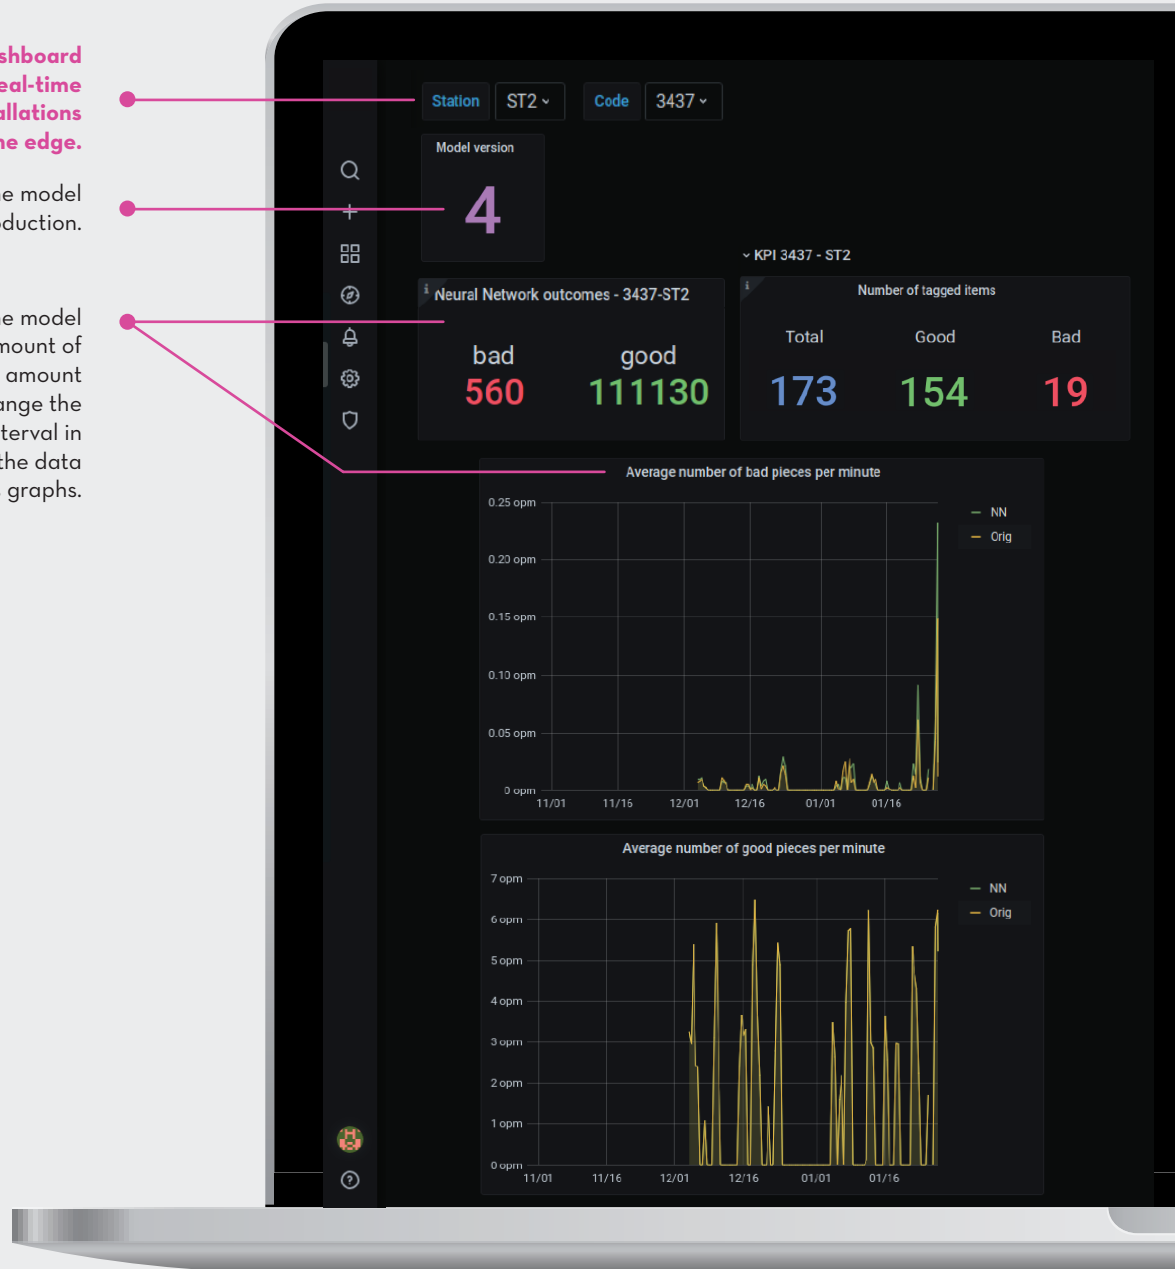 shboard
eal-time
allations
he edge.
he model
oduction.
he model
mount of
amount
ange the
terval in
the data
graphs.
Station ST2 Code 3437
Model version
4
KPI 3437 - ST2
Neural Network outcomes - 3437-ST2
bad good
560 111130
Number of tagged items
Total Good Bad
173 154 19
Average number of bad pieces per minute
0.25 opm
0.20 opm
0.15 opm
0.10 opm
0.05 opm
0 opm
11/01 11/16 12/01 12/16 01/01 01/16
NN
Orig
Average number of good pieces per minute
7 opm
6 opm
5 opm
4 opm
3 opm
2 opm
1 opm
0 opm
11/01 11/16 12/01 12/16 01/01 01/16
NN
Orig